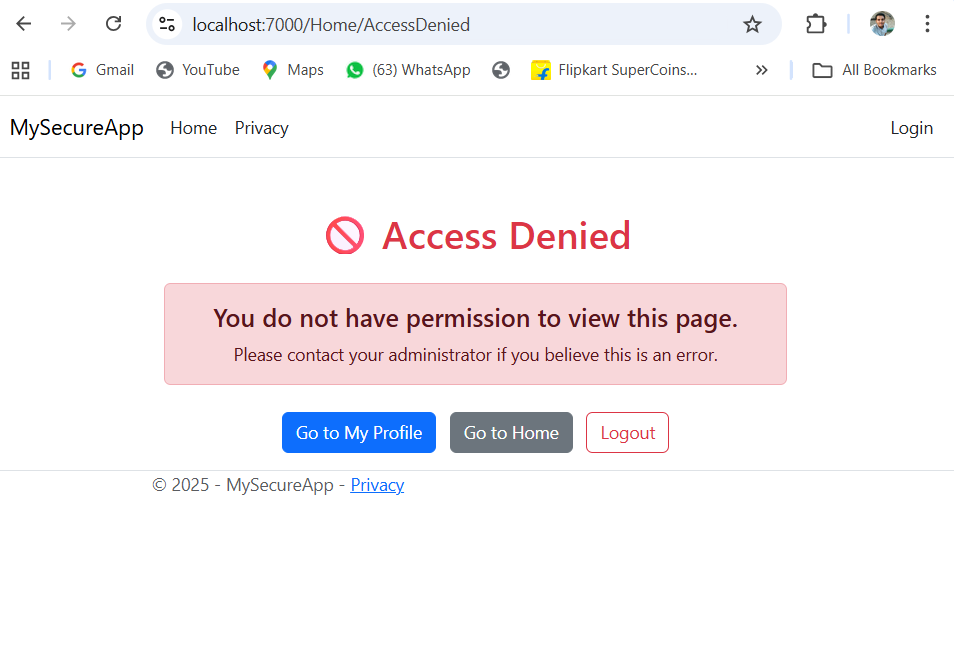 localhost:7000/Home/AccessDenied
Gmail YouTube Maps (63) WhatsApp Flipkart SuperCoins... » All Bookmarks
MySecureApp Home Privacy Login
Access Denied
You do not have permission to view this page.
Please contact your administrator if you believe this is an error.
Go to My Profile Go to Home Logout
© 2025 - MySecureApp - Privacy